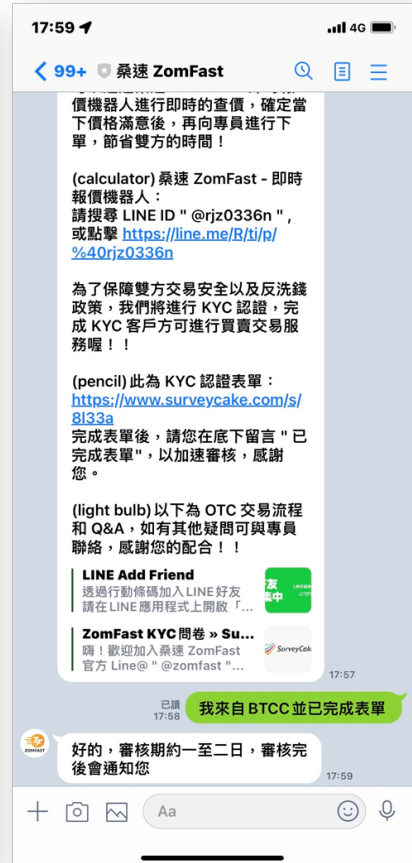 17:59
4G
99+ 桑速 ZomFast
價機器人進行即時的查價，確定當
下價格滿意後，再向專員進行下
單，節省雙方的時間！
(calculator)桑速 ZomFast - 即時
報價機器人：
請搜尋 LINE ID " @rjz0336n " ,
或點擊 https://line.me/R/ti/p/
%40rjz0336n
為了保障雙方交易安全以及反洗錢
政策，我們將進行 KYC 認證，完
成 KYC 客戶方可進行買賣交易服
務喔！！
(pencil)此為 KYC 認證表單：
https://www.surveycake.com/s/
8l33a
完成表單後，請您在底下留言 " 已
完成表單"，以加速審核，感謝
您。
(light bulb)以下為 OTC 交易流程
和 Q&A，如有其他疑問可與專員
聯絡，感謝您的配合！！
LINE Add Friend
透過行動條碼加入LINE好友
請在LINE應用程式上開啟「...
ZomFast KYC問卷 » Su...
SurveyCak
嗨！歡迎加入桑速 ZomFast
官方 Line@ " @zomfast "...
17:57
已讀
17:58
我來自BTCC並已完成表單
ZOMFAST
好的，審核期約一至二日，審核完
後會通知您
17:59
Aa